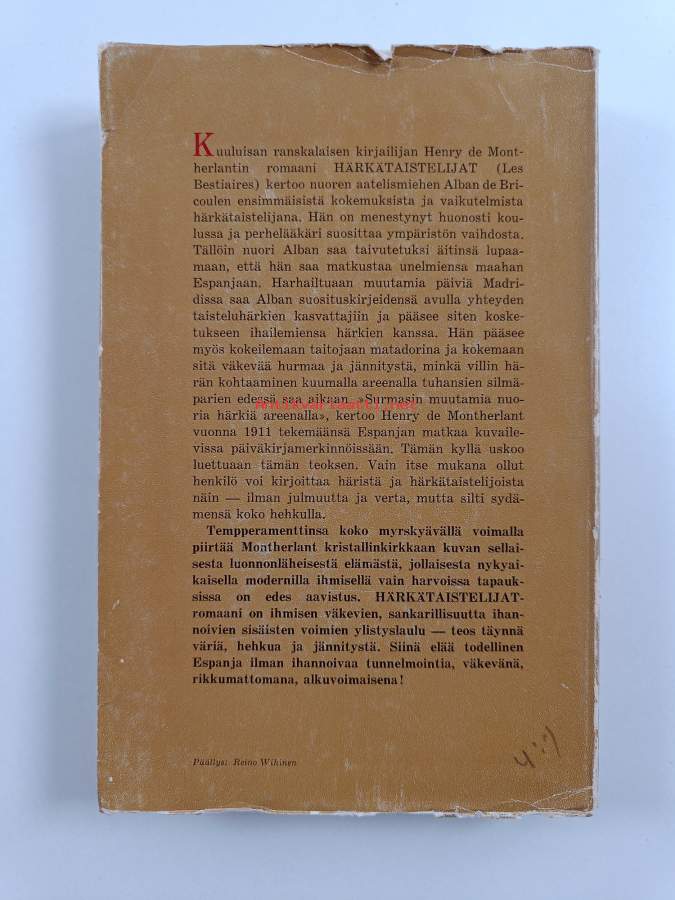 Kuuluisan ranskalaisen kirjailijan Henry de Mont-
herlantin romaani HÄRKÄTAISTELIJAT (Les
Bestiaires) kertoo nuoren aatelismiehen Alban de Bri-
coulen ensimmäisistä kokemuksista ja vaikutelmista
härkätaistelijana. Hän on menestynyt huonosti kou-
lussa ja perhelääkäri suosittaa ympäristön vaihdosta.
Tällöin nuori Alban saa taivutetuksi äitinsä lupaa-
maan, että hän saa matkustaa unelmiensa maahan
Espanjaan. Harhailtuaan muutamia päiviä Madri-
dissa saa Alban suosituskirjeidensä avulla yhteyden
taisteluhärkien kasvattajiin ja pääsee siten koske-
tukseen ihailemiensa härkien kanssa. Hän pääsee
myös kokeilemaan taitojaan matadorina ja kokemaan
sitä väkevää hurmaa ja jännitystä, minkä villin hä-
rän kohtaaminen kuumalla areenalla tuhansien silmä-
parien edessä saa aikaan. »Surmasin muutamia nuo-
Antikvariaatti.net
ria härkiä areenalla», kertoo Henry de Montherlant
vuonna 1911 tekemäänsä Espanjan matkaa kuvaile-
vissa päiväkirjamerkinnöissään. Tämän kyllä uskoo
luettuaan tämän teoksen. Vain itse mukana ollut
henkilö voi kirjoittaa häristä ja härkätaistelijoista
näin — ilman julmuutta ja verta, mutta silti sydä-
mensä koko hehkulla.
Tempperamenttinsa koko myrskyävällä voimalla
piirtää Montherlant kristallinkirkkaan kuvan sellai-
sesta luonnonläheisestä elämästä, jollaisesta nykyai-
kaisella modernilla ihmisellä vain harvoissa tapauk-
sissa on edes aavistus. HÄRKÄTAISTELIJAT-
romaani on ihmisen väkevien, sankarillisuutta ihan-
noivien sisäisten voimien ylistyslaulu — teos täynnä
väriä, hehkua ja jännitystä. Siinä elää todellinen
Espanja ilman ihannoivaa tunnelmointia, väkevänä,
rikkumattomana, alkuvoimaisena!
Päällys: Reino Wihinen